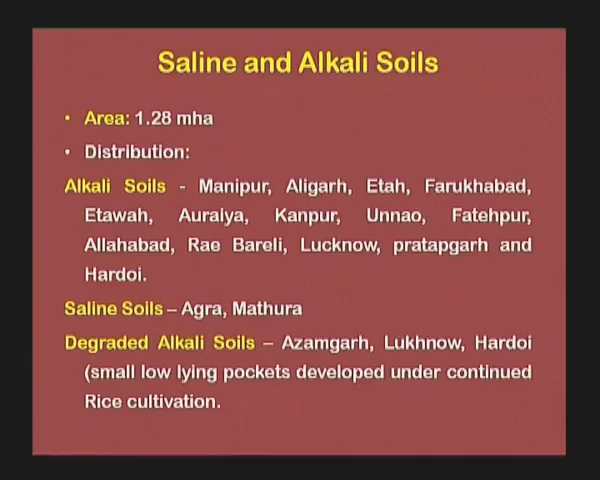 Saline and Alkali Soils
• Area: 1.28 mha
• Distribution:
Alkali Soils - Manipur, Aligarh, Etah, Farukhabad,
Etawah, Auraiya, Kanpur, Unnao, Fatehpur,
Allahabad, Rae Bareli, Lucknow, pratapgarh and
Hardoi.
Saline Soils – Agra, Mathura
Degraded Alkali Soils – Azamgarh, Lukhnow, Hardoi
(small low lying pockets developed under continued
Rice cultivation.